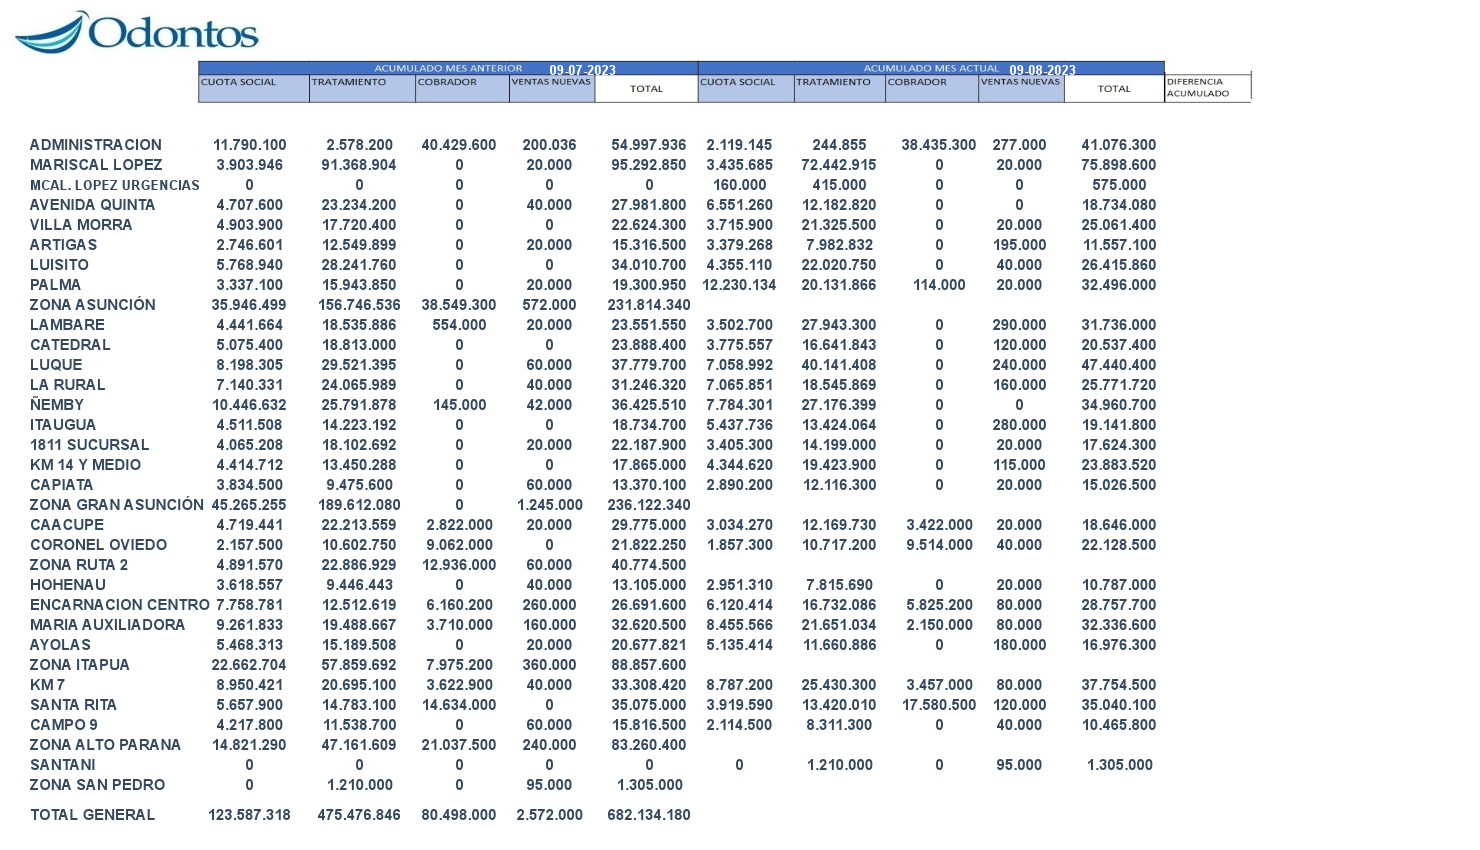 Odontos
ACUMULADO MES ANTERIOR 09-07-2023 ACUMULADO MES ACTUAL 09-08-2023
CUOTA SOCIAL TRATAMIENTO COBRADOR VENTAS NUEVAS TOTAL CUOTA SOCIAL TRATAMIENTO COBRADOR VENTAS NUEVAS TOTAL DIFERENCIA ACUMULADO
ADMINISTRACION 11.790.100 2.578.200 40.429.600 200.036 54.997.936 2.119.145 244.855 38.435.300 277.000 41.076.300
MARISCAL LOPEZ 3.903.946 91.368.904 0 20.000 95.292.850 3.435.685 72.442.915 0 20.000 75.898.600
MCAL. LOPEZ URGENCIAS 0 0 0 0 0 160.000 415.000 0 0 575.000
AVENIDA QUINTA 4.707.600 23.234.200 0 40.000 27.981.800 6.551.260 12.182.820 0 0 18.734.080
VILLA MORRA 4.903.900 17.720.400 0 0 22.624.300 3.715.900 21.325.500 0 20.000 25.061.400
ARTIGAS 2.746.601 12.549.899 0 20.000 15.316.500 3.379.268 7.982.832 0 195.000 11.557.100
LUISITO 5.768.940 28.241.760 0 0 34.010.700 4.355.110 22.020.750 0 40.000 26.415.860
PALMA 3.337.100 15.943.850 0 20.000 19.300.950 12.230.134 20.131.866 114.000 20.000 32.496.000
ZONA ASUNCIÓN 35.946.499 156.746.536 38.549.300 572.000 231.814.340
LAMBARE 4.441.664 18.535.886 554.000 20.000 23.551.550 3.502.700 27.943.300 0 290.000 31.736.000
CATEDRAL 5.075.400 18.813.000 0 0 23.888.400 3.775.557 16.641.843 0 120.000 20.537.400
LUQUE 8.198.305 29.521.395 0 60.000 37.779.700 7.058.992 40.141.408 0 240.000 47.440.400
LA RURAL 7.140.331 24.065.989 0 40.000 31.246.320 7.065.851 18.545.869 0 160.000 25.771.720
ÑEMBY 10.446.632 25.791.878 145.000 42.000 36.425.510 7.784.301 27.176.399 0 0 34.960.700
ITAUGUA 4.511.508 14.223.192 0 0 18.734.700 5.437.736 13.424.064 0 280.000 19.141.800
1811 SUCURSAL 4.065.208 18.102.692 0 20.000 22.187.900 3.405.300 14.199.000 0 20.000 17.624.300
KM 14 Y MEDIO 4.414.712 13.450.288 0 0 17.865.000 4.344.620 19.423.900 0 115.000 23.883.520
CAPIATA 3.834.500 9.475.600 0 60.000 13.370.100 2.890.200 12.116.300 0 20.000 15.026.500
ZONA GRAN ASUNCIÓN 45.265.255 189.612.080 0 1.245.000 236.122.340
CAACUPE 4.719.441 22.213.559 2.822.000 20.000 29.775.000 3.034.270 12.169.730 3.422.000 20.000 18.646.000
CORONEL OVIEDO 2.157.500 10.602.750 9.062.000 0 21.822.250 1.857.300 10.717.200 9.514.000 40.000 22.128.500
ZONA RUTA 2 4.891.570 22.886.929 12.936.000 60.000 40.774.500
HOHENAU 3.618.557 9.446.443 0 40.000 13.105.000 2.951.310 7.815.690 0 20.000 10.787.000
ENCARNACION CENTRO 7.758.781 12.512.619 6.160.200 260.000 26.691.600 6.120.414 16.732.086 5.825.200 80.000 28.757.700
MARIA AUXILIADORA 9.261.833 19.488.667 3.710.000 160.000 32.620.500 8.455.566 21.651.034 2.150.000 80.000 32.336.600
AYOLAS 5.468.313 15.189.508 0 20.000 20.677.821 5.135.414 11.660.886 0 180.000 16.976.300
ZONA ITAPUA 22.662.704 57.859.692 7.975.200 360.000 88.857.600
KM 7 8.950.421 20.695.100 3.622.900 40.000 33.308.420 8.787.200 25.430.300 3.457.000 80.000 37.754.500
SANTA RITA 5.657.900 14.783.100 14.634.000 0 35.075.000 3.919.590 13.420.010 17.580.500 120.000 35.040.100
CAMPO 9 4.217.800 11.538.700 0 60.000 15.816.500 2.114.500 8.311.300 0 40.000 10.465.800
ZONA ALTO PARANA 14.821.290 47.161.609 21.037.500 240.000 83.260.400
SANTANI 0 0 0 0 0 0 1.210.000 0 95.000 1.305.000
ZONA SAN PEDRO 0 1.210.000 0 95.000 1.305.000
TOTAL GENERAL 123.587.318 475.476.846 80.498.000 2.572.000 682.134.180